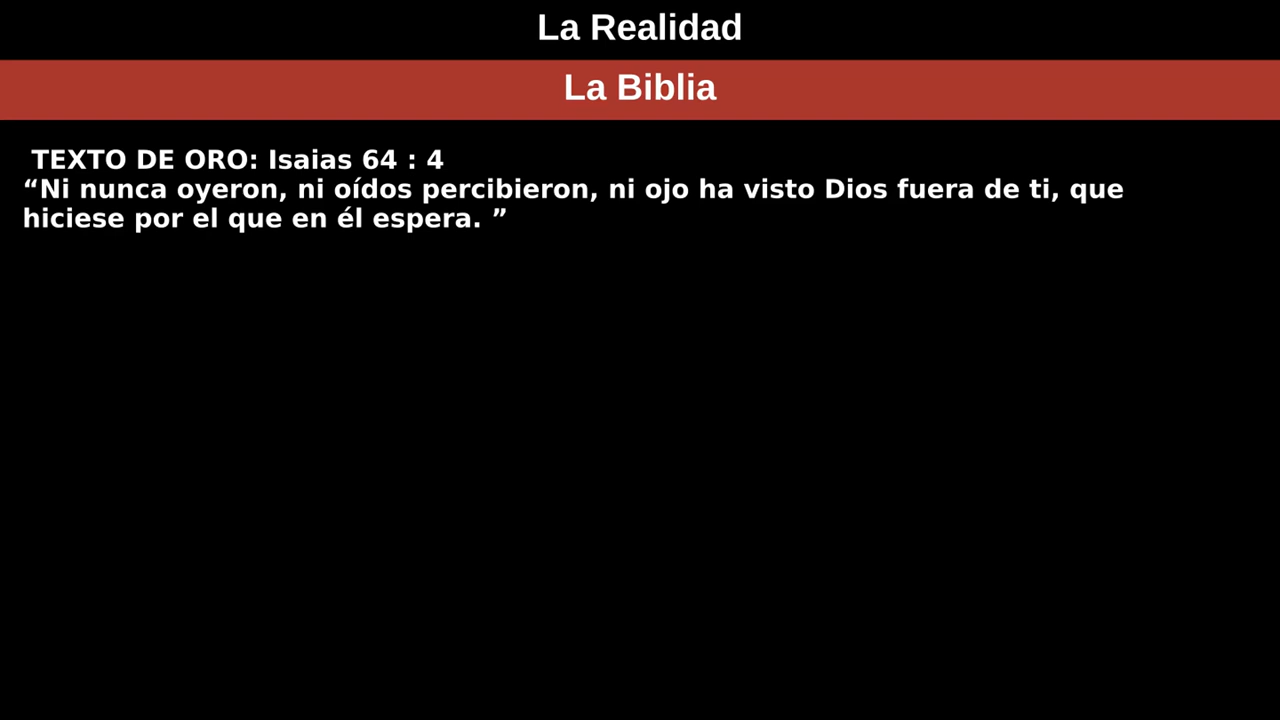 La Realidad
La Biblia
TEXTO DE ORO: Isaias 64 : 4
“Ni nunca oyeron, ni oídos percibieron, ni ojo ha visto Dios fuera de ti, que
hiciese por el que en él espera. ”